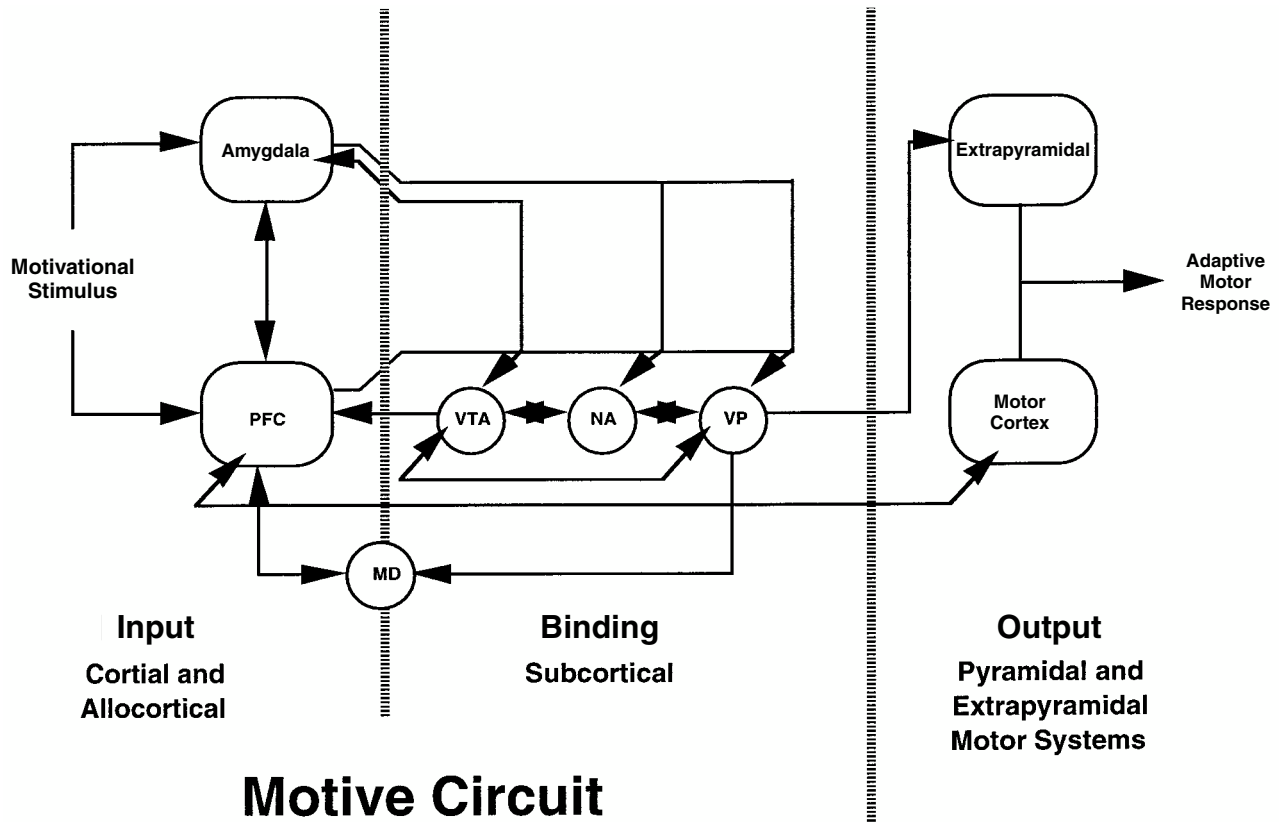 Amygdala
Extrapyramidal
Motivational
Stimulus
Adaptive
Motor
Response
PFC
VTA
NA
VP
Motor
Cortex
MD
Input
Binding
Output
Cortial and
Allocortical
Subcortical
Pyramidal and
Extrapyramidal
Motor Systems
Motive Circuit